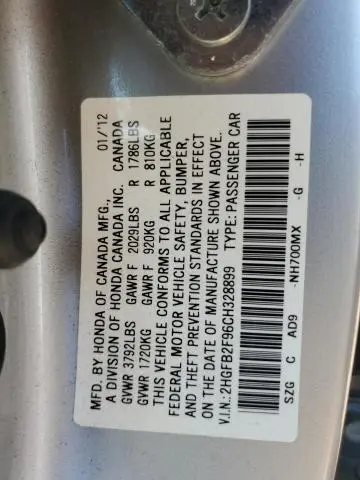 MFD. BY HONDA OF CANADA MFG., 01/'12
A DIVISION OF HONDA CANADA INC. CANADA
GVWR 3792LBS GAWR F 2029LBS R 1786LBS
GVWR 1720KG GAWR F 920KG R 810KG
THIS VEHICLE CONFORMS TO ALL APPLICABLE
FEDERAL MOTOR VEHICLE SAFETY, BUMPER,
AND THEFT PREVENTION STANDARDS IN EFFECT
ON THE DATE OF MANUFACTURE SHOWN ABOVE.
V.I.N.: 2HGFB2F96CH328899 TYPE: PASSENGER CAR
SZG C AD9 -NH700MX -G -H